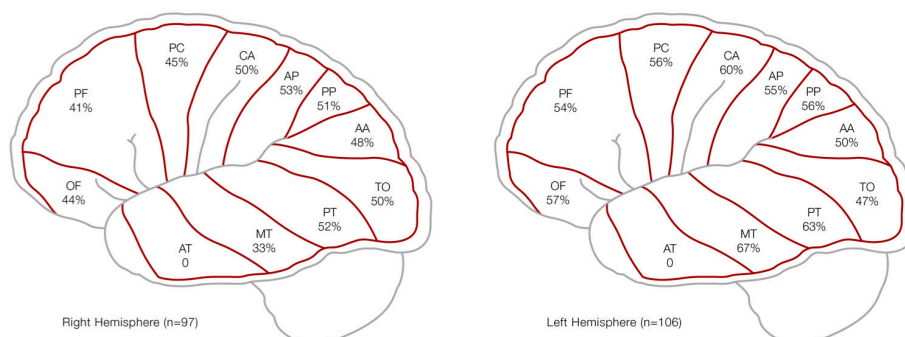 PC
45%
CA
50%
AP
53%
PP
51%
PF
41%
AA
48%
OF
44%
TO
50%
PT
52%
MT
33%
AT
0
Right Hemisphere (n=97)
PC
56%
CA
60%
AP
55%
PP
56%
PF
54%
AA
50%
OF
57%
TO
47%
PT
63%
MT
67%
AT
0
Left Hemisphere (n=106)